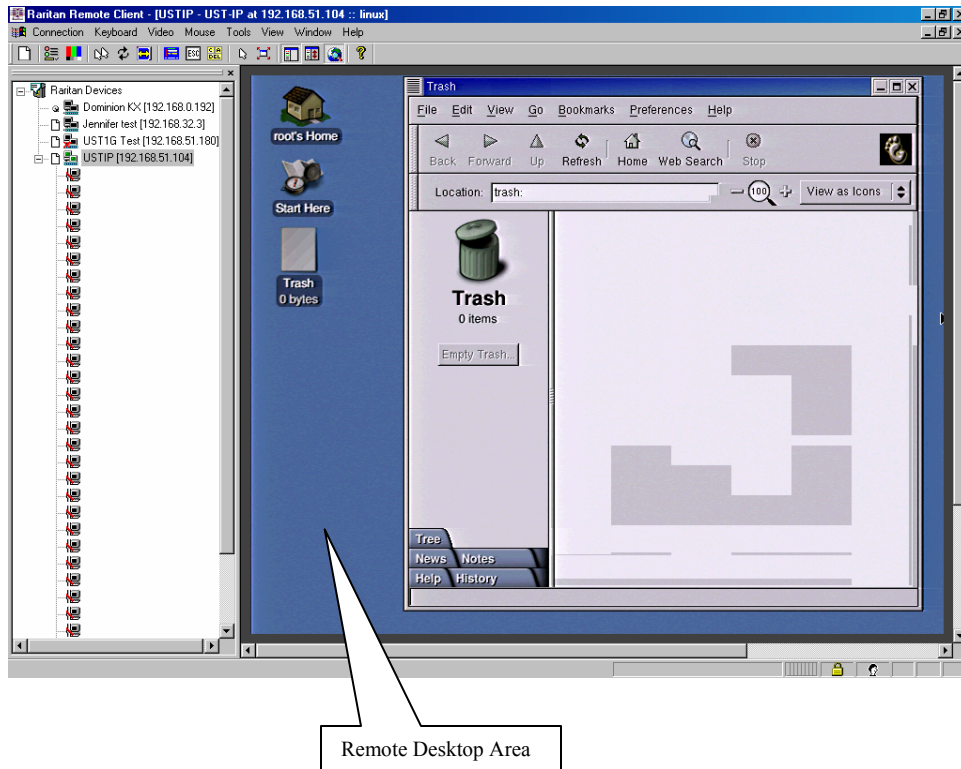 Raritan Remote Client - [USTIP - UST-IP at 192.168.51.104 :: linux]
Connection Keyboard Video Mouse Tools View Window Help
Raritan Devices
Dominion KX [192.168.0.192]
Jennifer test [192.168.32.3]
UST1G Test [192.168.51.180]
USTIP [192.168.51.104]
root's Home
Start Here
Trash
0 bytes
Trash
File Edit View Go Bookmarks Preferences Help
Back Forward Up Refresh Home Web Search Stop
Location: trash: 100 View as Icons
Trash
0 items
Empty Trash...
Tree
News Notes
Help History
Remote Desktop Area